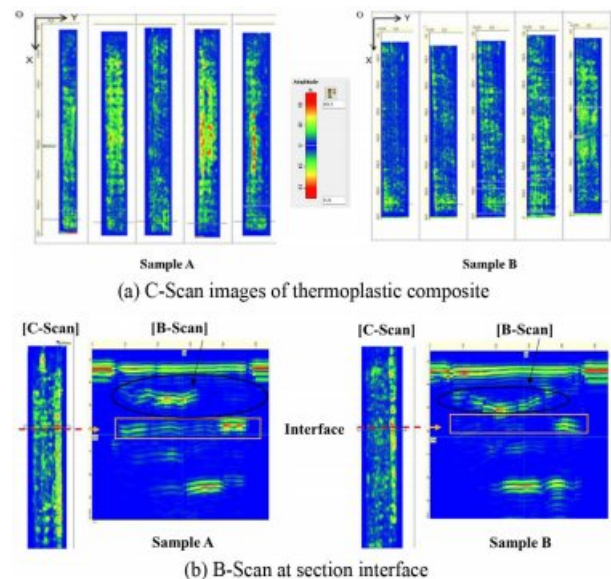 O Y O Y
X X
Amplitude
Sample A Sample B
(a) C-Scan images of thermoplastic composite
[C-Scan] [B-Scan] [C-Scan] [B-Scan]
Interface
Sample A Sample B
(b) B-Scan at section interface